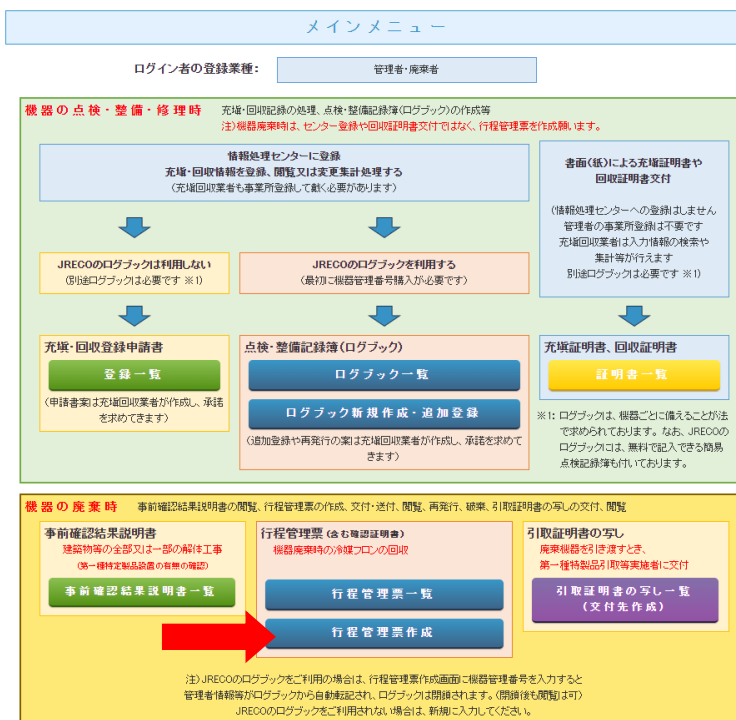 メインメニュー
ログイン者の登録業種:
管理者・廃棄者
機器の点検・整備・修理時 充塡・回収記録の処理、点検・整備記録簿(ログブック)の作成等
注)機器廃棄時は、センター登録や回収証明書交付ではなく、行程管理票を作成願います。
情報処理センターに登録
充塡・回収情報を登録、閲覧又は変更集計処理する
(充塡回収業者も事業所登録して戴く必要があります)
書面(紙)による充塡証明書や
回収証明書交付
(情報処理センターへの登録はしません
管理者の事業所登録は不要です
充塡回収業者は入力情報の検索や
集計等が行えます
別途ログブックは必要です ※1)
JRECOのログブックは利用しない
(別途ログブックは必要です ※1)
JRECOのログブックを利用する
(最初に機器管理番号購入が必要です)
充塡・回収登録申請書
登録一覧
(申請書案は充塡回収業者が作成し、承諾
を求めてきます)
点検・整備記録簿(ログブック)
ログブック一覧
ログブック新規作成・追加登録
(追加登録や再発行の案は充塡回収業者が作成し、承諾を求めて
きます)
充塡証明書、回収証明書
証明書一覧
※1: ログブックは、機器ごとに備えることが法
で求められております。なお、JRECOの
ログブックには、無料で記入できる簡易
点検記録簿も付いております。
機器の廃棄時 事前確認結果説明書の閲覧、行程管理票の作成、交付・送付、閲覧、再発行、破棄、引取証明書の写しの交付、閲覧
事前確認結果説明書
建築物等の全部又は一部の解体工事
(第一種特定製品設置の有無の確認)
事前確認結果説明書一覧
行程管理票(含む確認証明書)
機器廃棄時の冷媒フロンの回収
行程管理票一覧
行程管理票作成
引取証明書の写し
廃棄機器を引き渡すとき、
第一種特製品引取等実施者に交付
引取証明書の写し一覧
(交付先作成)
注)JRECOのログブックをご利用の場合は、行程管理票作成画面に機器管理番号を入力すると
管理者情報等がログブックから自動転記され、ログブックは閉鎖されます。(閉鎖後も閲覧は可)
JRECOのログブックをご利用されない場合は、新規に入力してください。